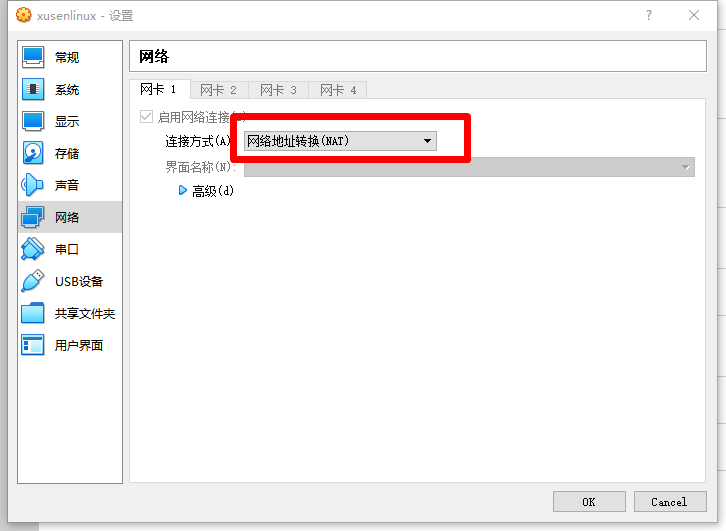 xusenlinux - 设置
?
常规
系统
显示
存储
声音
网络
串口
USB设备
共享文件夹
用户界面
网络
网卡 1
网卡 2
网卡 3
网卡 4
启用网络连接
连接方式(A)
网络地址转换(NAT)
界面名称(N):
高级(d)
OK
Cancel